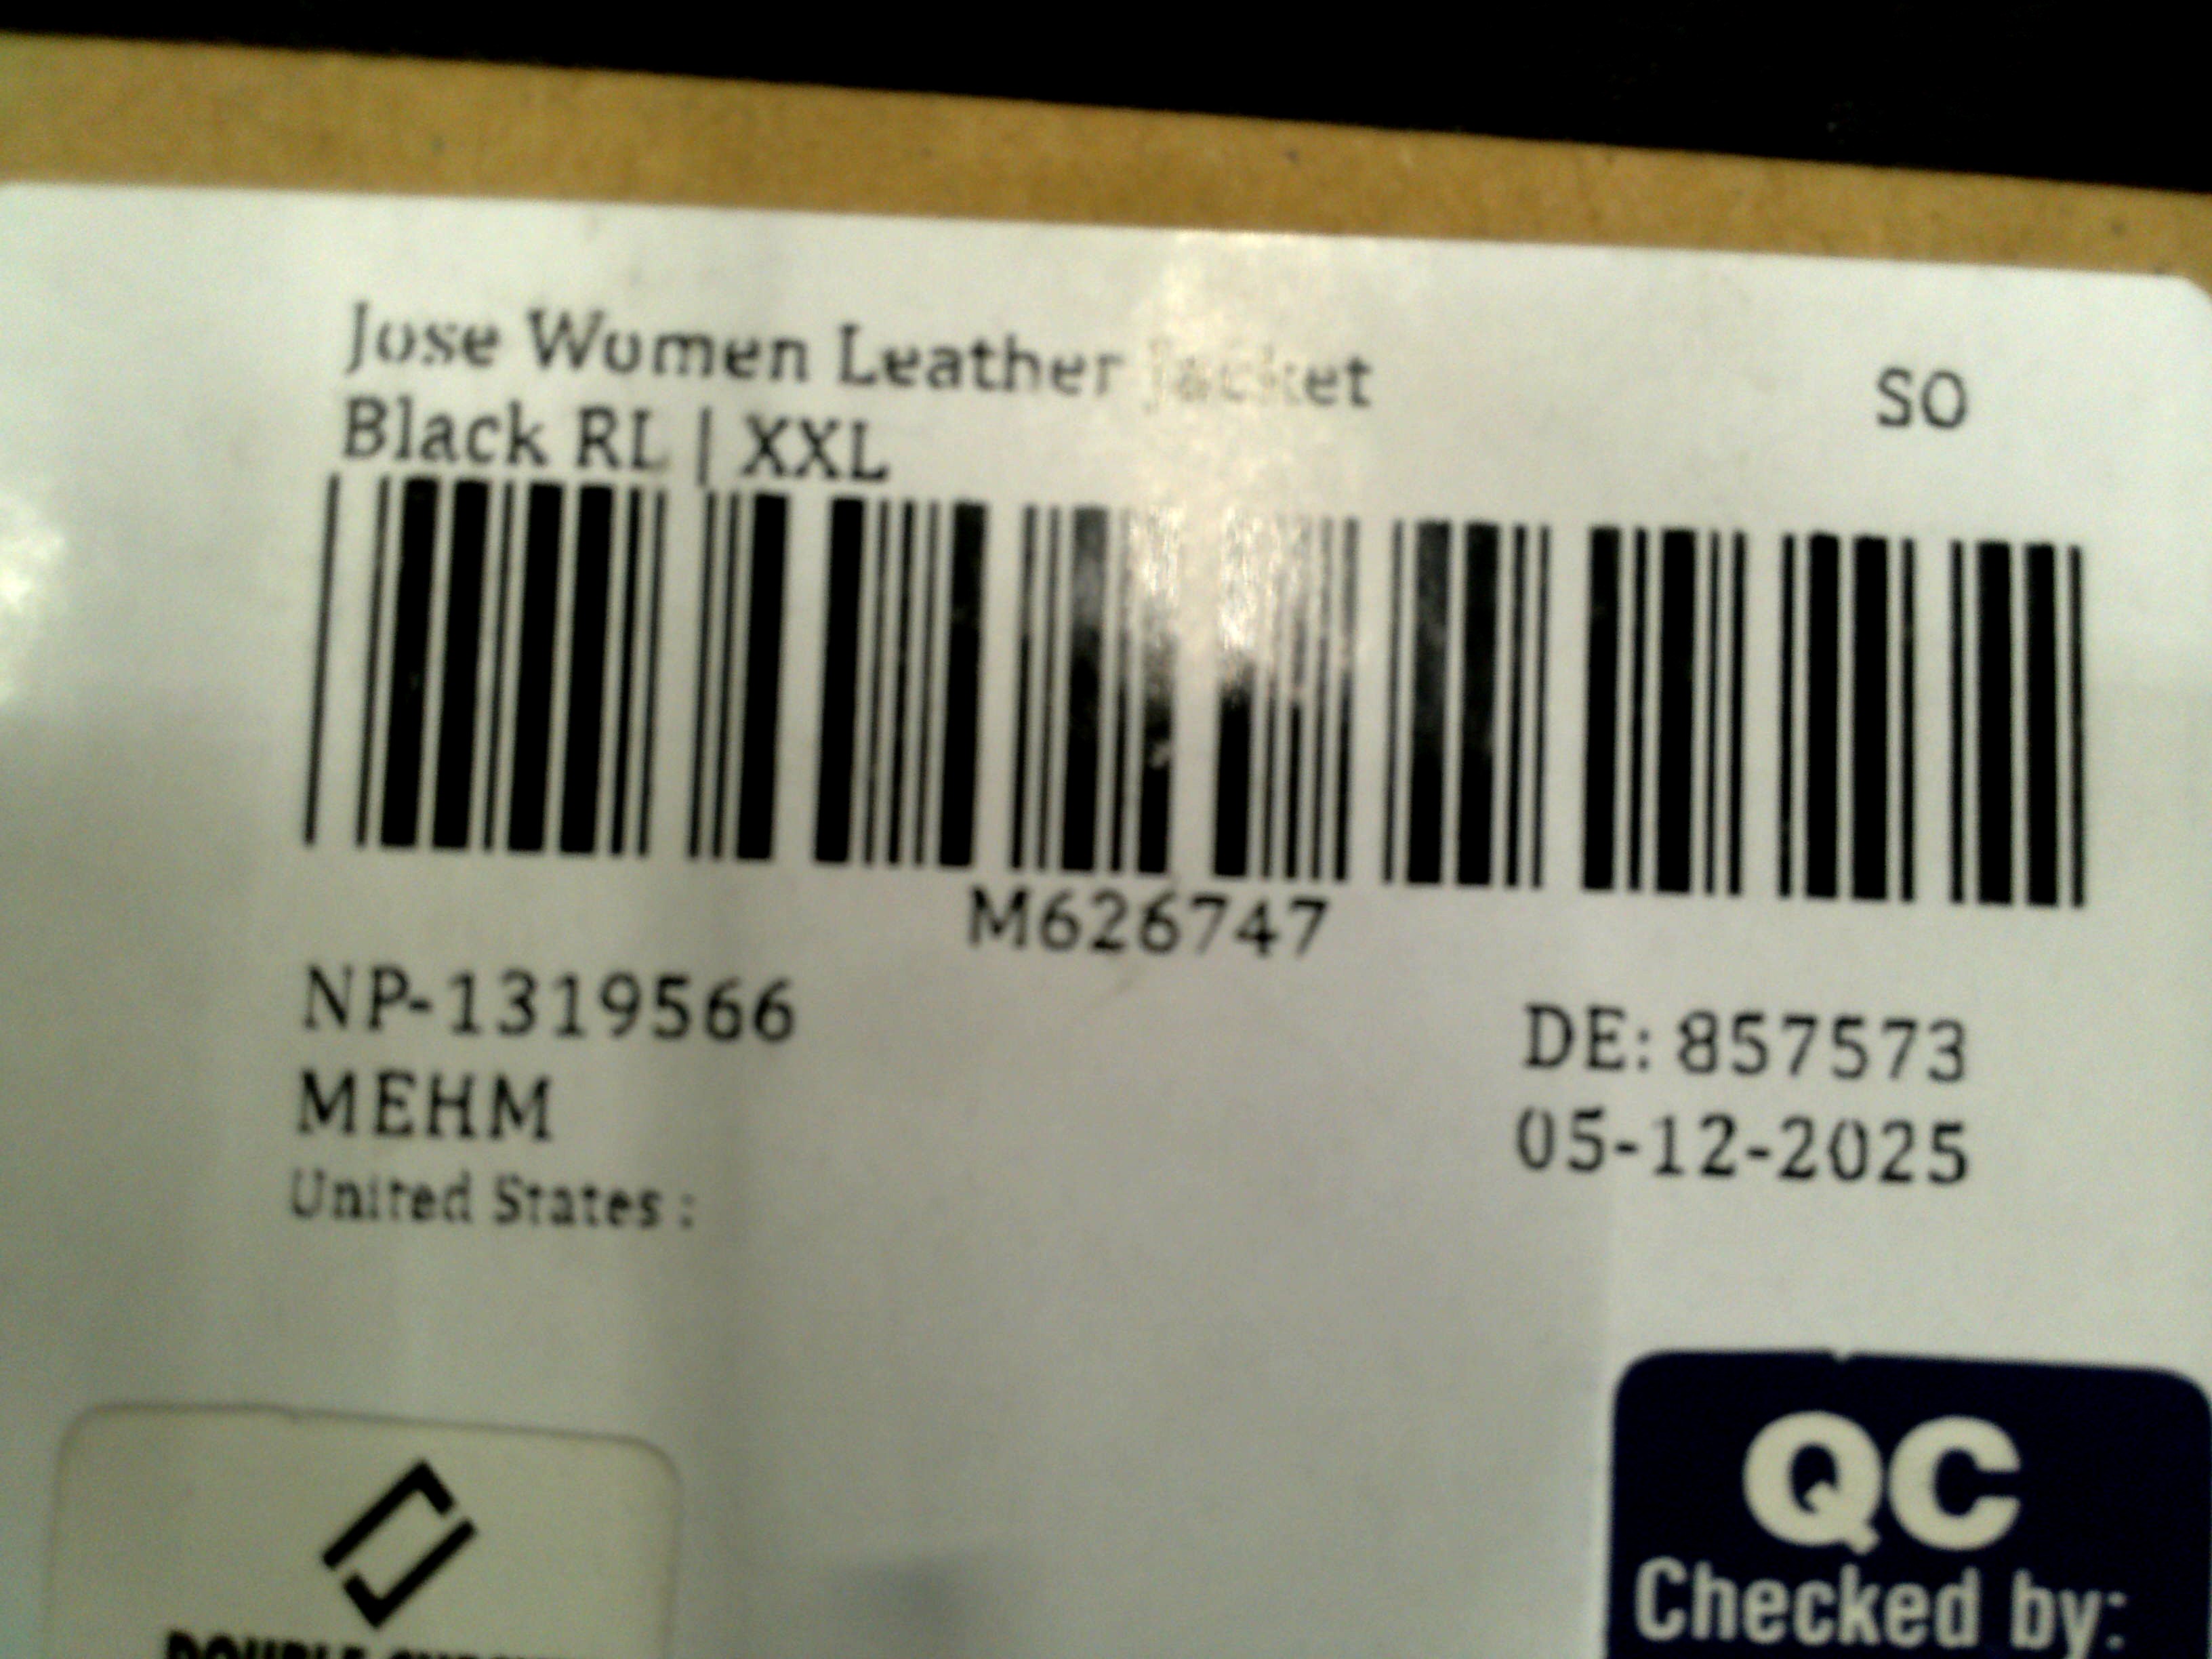 Jose Women Leather Jacket
SO
Black RL | XXL
M626747
NP-1319566
DE: 857573
MEHM
05-12-2025
United States :
QC
Checked by:
DOUBLE